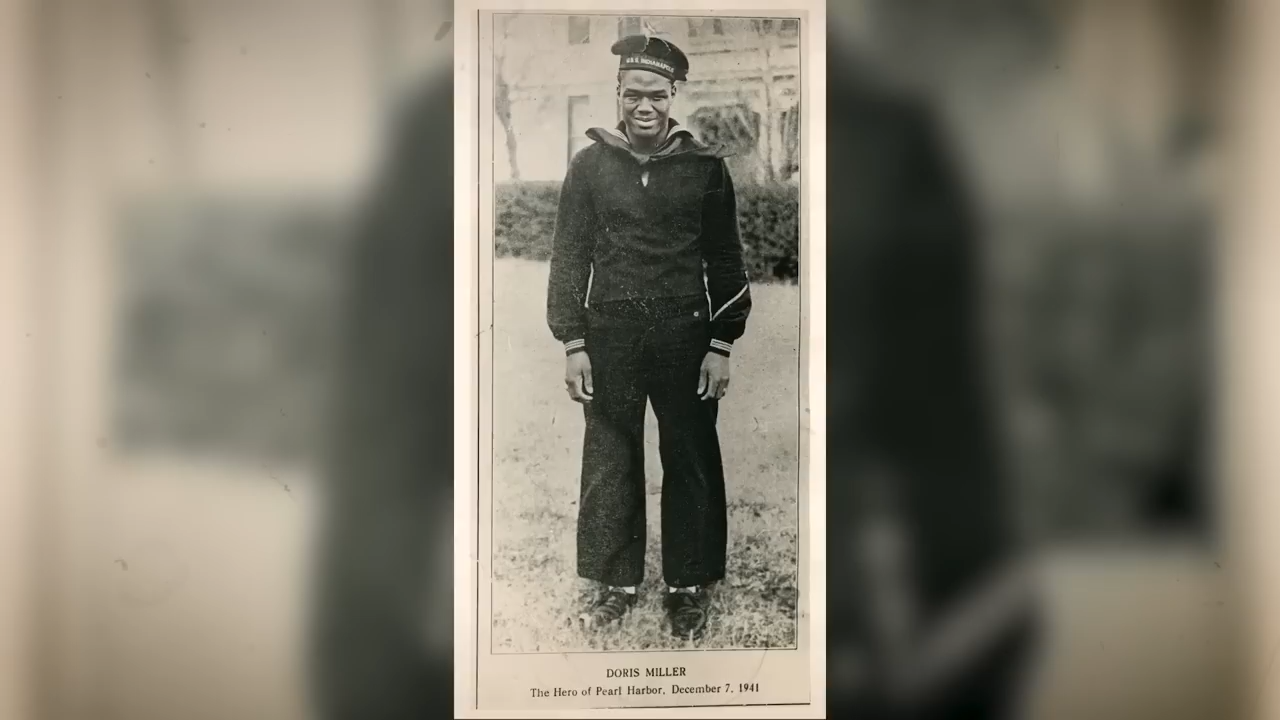 U.S.S. INDIANAPOLIS
DORIS MILLER
The Hero of Pearl Harbor, December 7, 1941